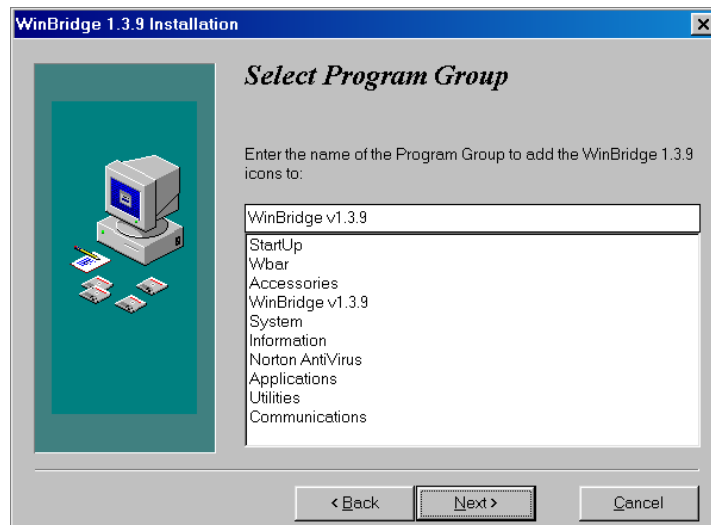 WinBridge 1.3.9 Installation
Select Program Group
Enter the name of the Program Group to add the WinBridge 1.3.9
icons to:
WinBridge v1.3.9
StartUp
Wbar
Accessories
WinBridge v1.3.9
System
Information
Norton AntiVirus
Applications
Utilities
Communications
< Back
Next >
Cancel